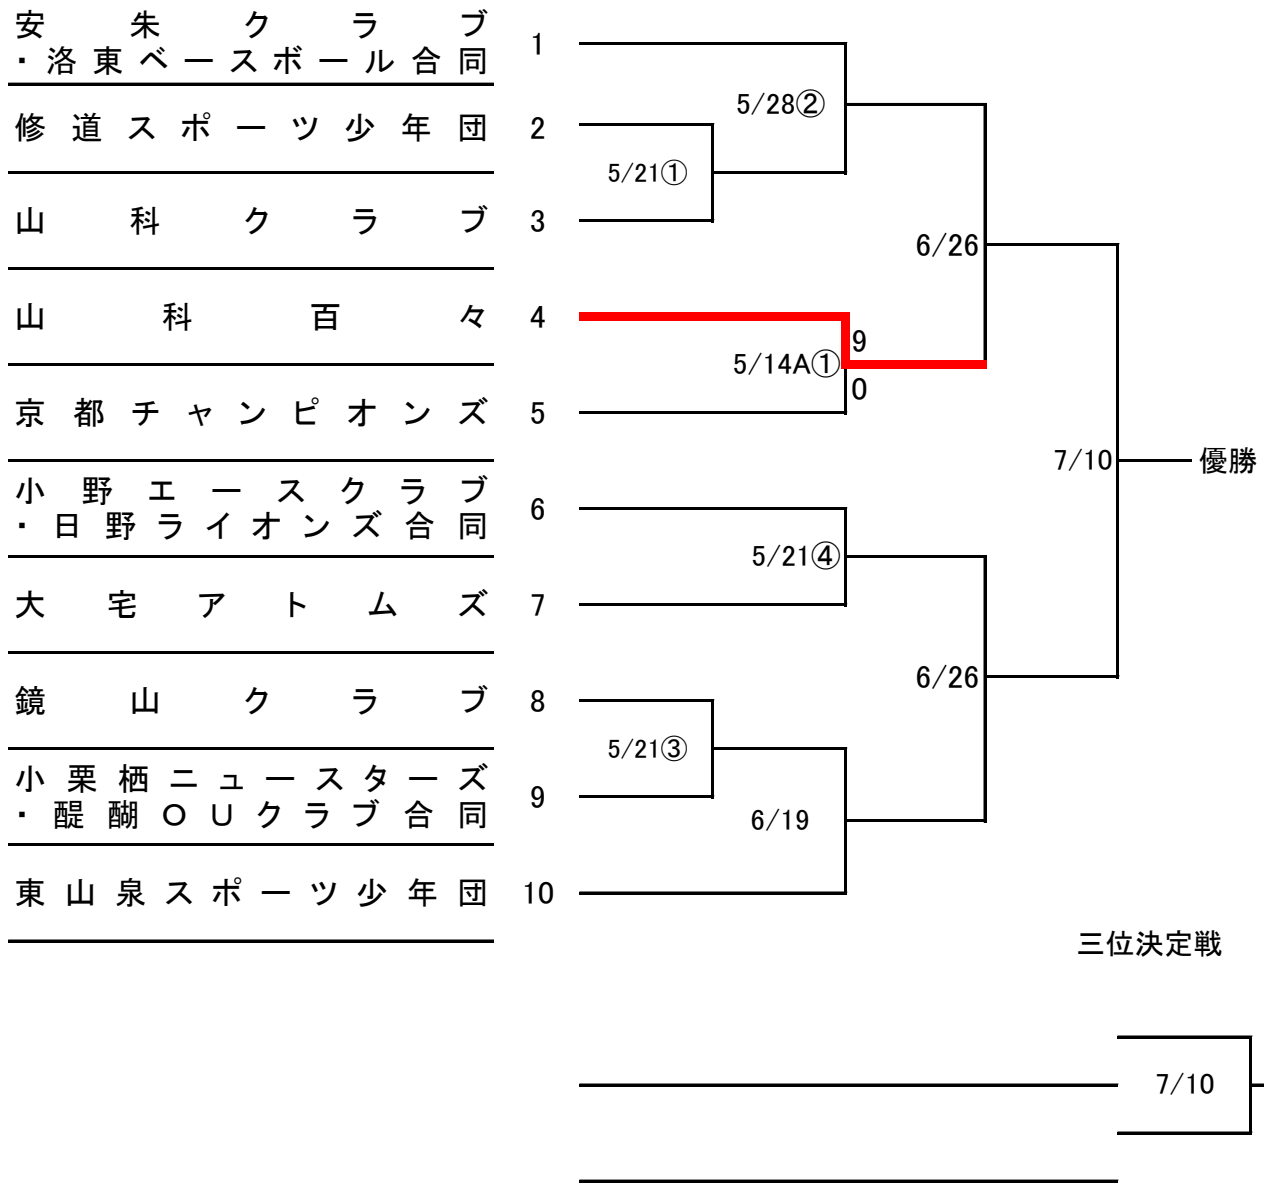 安朱クラブ
・洛東ベースボール合同
1
5/28②
修道スポーツ少年団
2
5/21①
山科クラブ
3
6/26
山科百々
4
9
5/14A①
0
京都チャンピオンズ
5
7/10
優勝
小野エースクラブ
・日野ライオンズ合同
6
5/21④
大宅アトムズ
7
6/26
鏡山クラブ
8
5/21③
小栗栖ニュースターズ
・醍醐OUクラブ合同
9
6/19
東山泉スポーツ少年団
10
三位決定戦
7/10